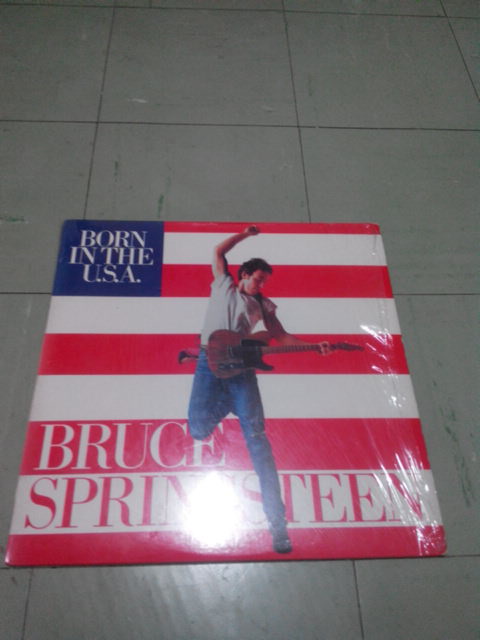 BORN
IN THE
U.S.A.
BRUCE
SPRINGSTEEN